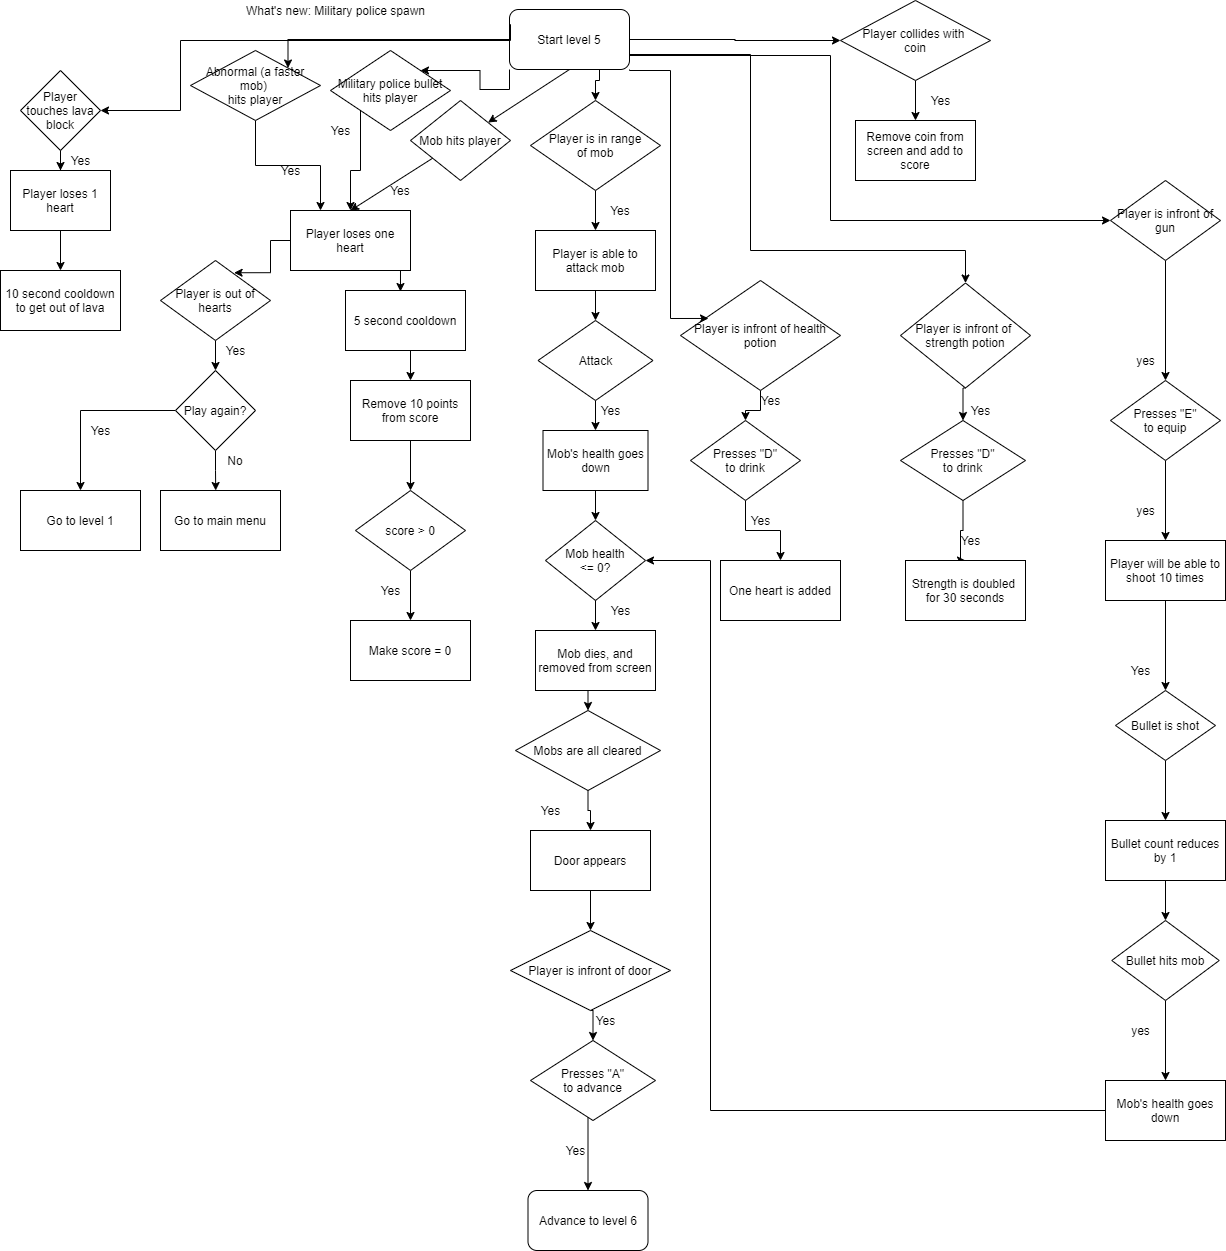 What's new: Military police spawn
Start level 5
Player collides with
coin
Yes
Remove coin from
screen and add to
score
Player
touches lava
block
Yes
Player loses 1
heart
10 second cooldown
to get out of lava
Abnormal (a faster
mob)
hits player
Yes
Military police bullet
hits player
Yes
Mob hits player
Yes
Player loses one
heart
Player is out of
hearts
Yes
Play again?
Yes
No
Go to level 1
Go to main menu
5 second cooldown
Remove 10 points
from score
score > 0
Yes
Make score = 0
Player is in range
of mob
Yes
Player is able to
attack mob
Attack
Yes
Mob's health goes
down
Mob health
<= 0?
Yes
Mob dies, and
removed from screen
Mobs are all cleared
Yes
Door appears
Player is infront of door
Yes
Presses "A"
to advance
Yes
Advance to level 6
Player is infront of health
potion
Yes
Presses "D"
to drink
Yes
One heart is added
Player is infront of
strength potion
Yes
Presses "D"
to drink
Yes
Strength is doubled
for 30 seconds
Player is infront of
gun
yes
Presses "E"
to equip
yes
Player will be able to
shoot 10 times
Yes
Bullet is shot
Bullet count reduces
by 1
Bullet hits mob
yes
Mob's health goes
down